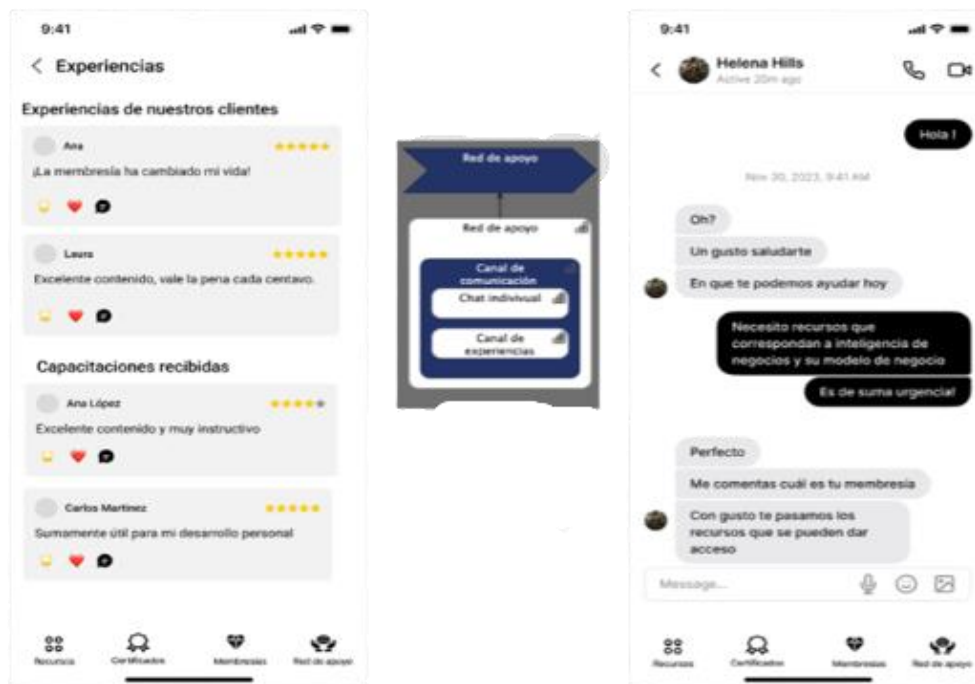 9:41
Experiencias
Experiencias de nuestros clientes
Ana
¡La membresía ha cambiado mi vida!
Laura
Excelente contenido, vale la pena cada centavo.
Capacitaciones recibidas
Ana López
Excelente contenido y muy instructivo
Carlos Martinez
Sumamente útil para mi desarrollo personal
Recursos
Certificados
Membresías
Red de apoyo
Red de apoyo
Red de apoyo
Canal de
comunicación
Chat indivivual
Canal de
experiencias
9:41
Helena Hills
Active 20m ago
Hola !
Nov 30, 2023, 9:41 AM
Oh?
Un gusto saludarte
En que te podemos ayudar hoy
Necesito recursos que
correspondan a inteligencia de
negocios y su modelo de negocio
Es de suma urgencia!
Perfecto
Me comentas cuál es tu membresía
Con gusto te pasamos los
recursos que se pueden dar
acceso
Message...
Recursos
Certificados
Membresías
Red de apoyo